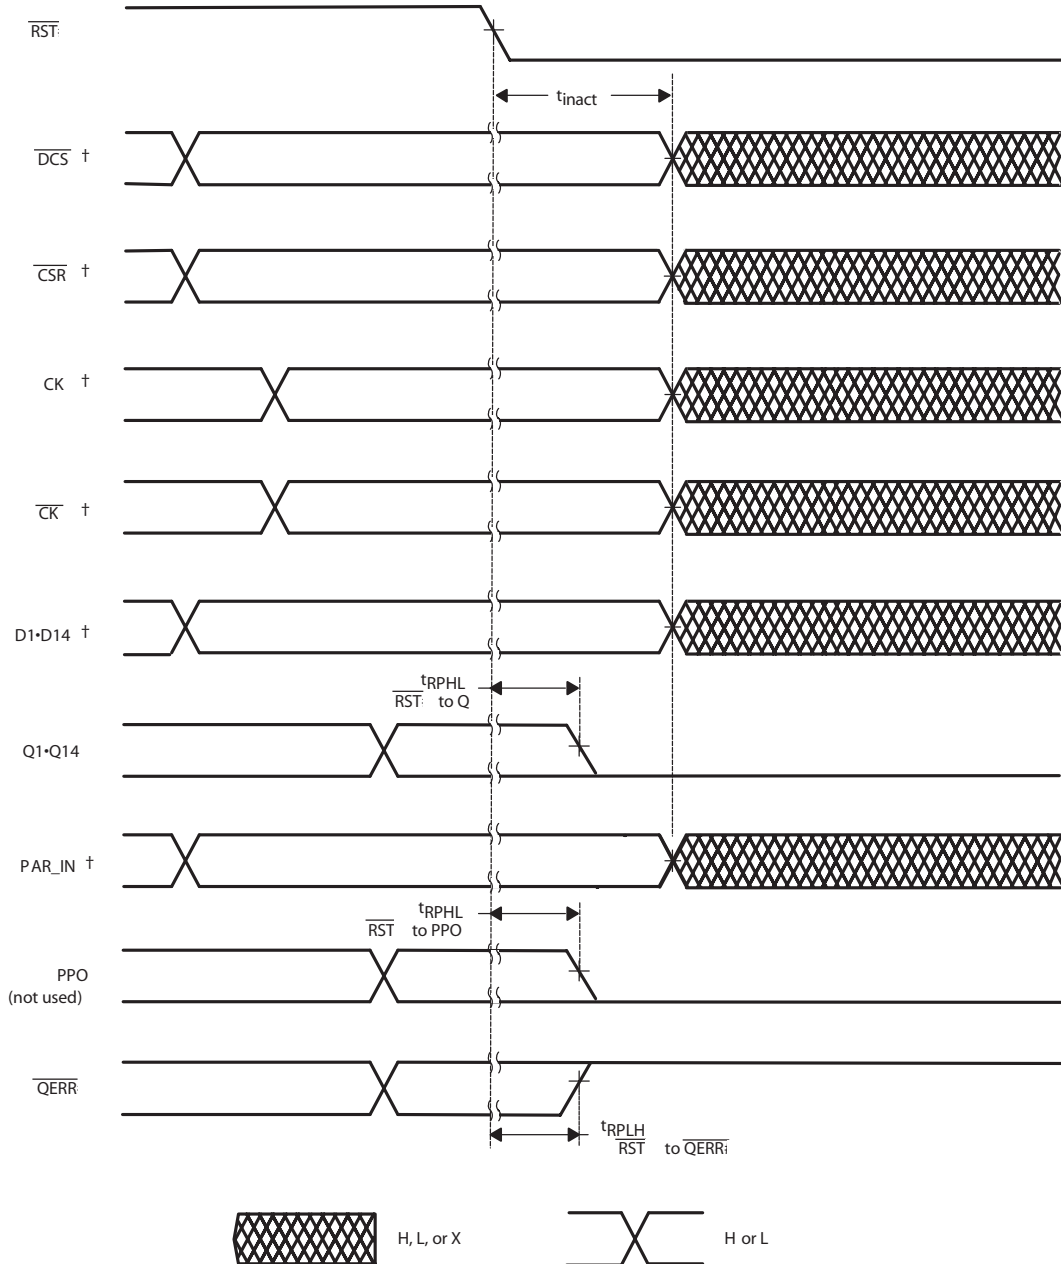 RST
tinact
DCS †
CSR †
CK †
CK †
D1•D14 †
tRPHL
RST to Q
Q1•Q14
PAR_IN †
tRPHL
RST to PPO
PPO
(not used)
QERR
tRPLH
RST to QERR
H, L, or X
H or L